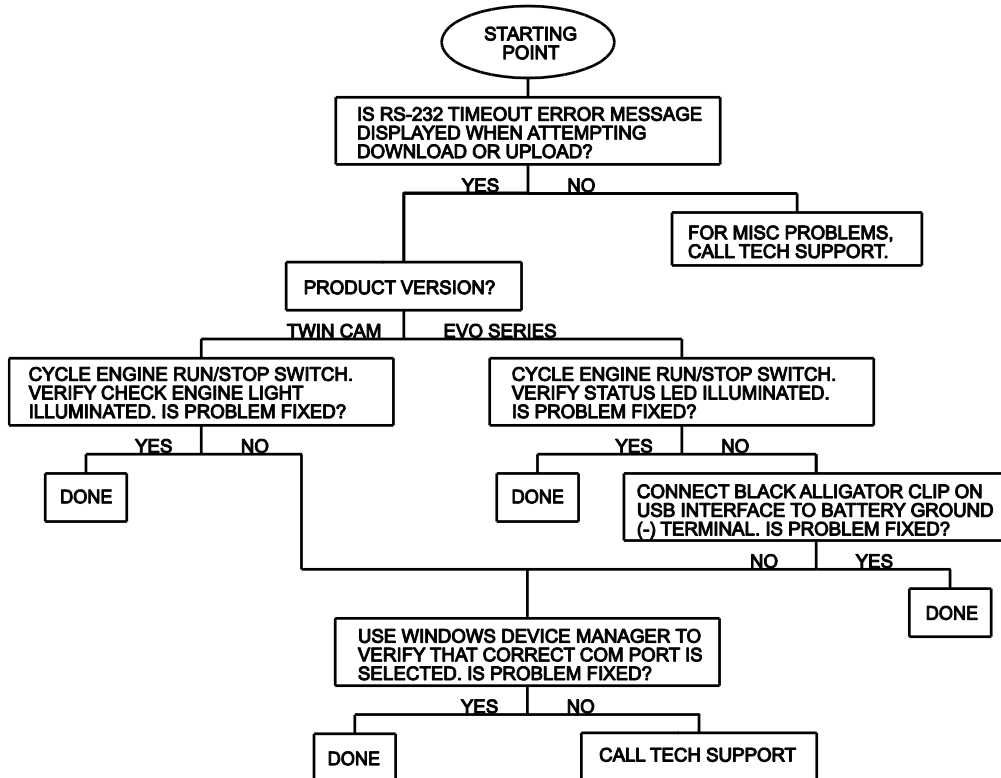 STARTING
POINT
IS RS-232 TIMEOUT ERROR MESSAGE
DISPLAYED WHEN ATTEMPTING
DOWNLOAD OR UPLOAD?
YES
NO
FOR MISC PROBLEMS,
CALL TECH SUPPORT.
PRODUCT VERSION?
TWIN CAM
EVO SERIES
CYCLE ENGINE RUN/STOP SWITCH.
VERIFY CHECK ENGINE LIGHT
ILLUMINATED. IS PROBLEM FIXED?
CYCLE ENGINE RUN/STOP SWITCH.
VERIFY STATUS LED ILLUMINATED.
IS PROBLEM FIXED?
YES
NO
YES
NO
DONE
DONE
CONNECT BLACK ALLIGATOR CLIP ON
USB INTERFACE TO BATTERY GROUND
(-) TERMINAL. IS PROBLEM FIXED?
NO
YES
DONE
USE WINDOWS DEVICE MANAGER TO
VERIFY THAT CORRECT COM PORT IS
SELECTED. IS PROBLEM FIXED?
YES
NO
DONE
CALL TECH SUPPORT